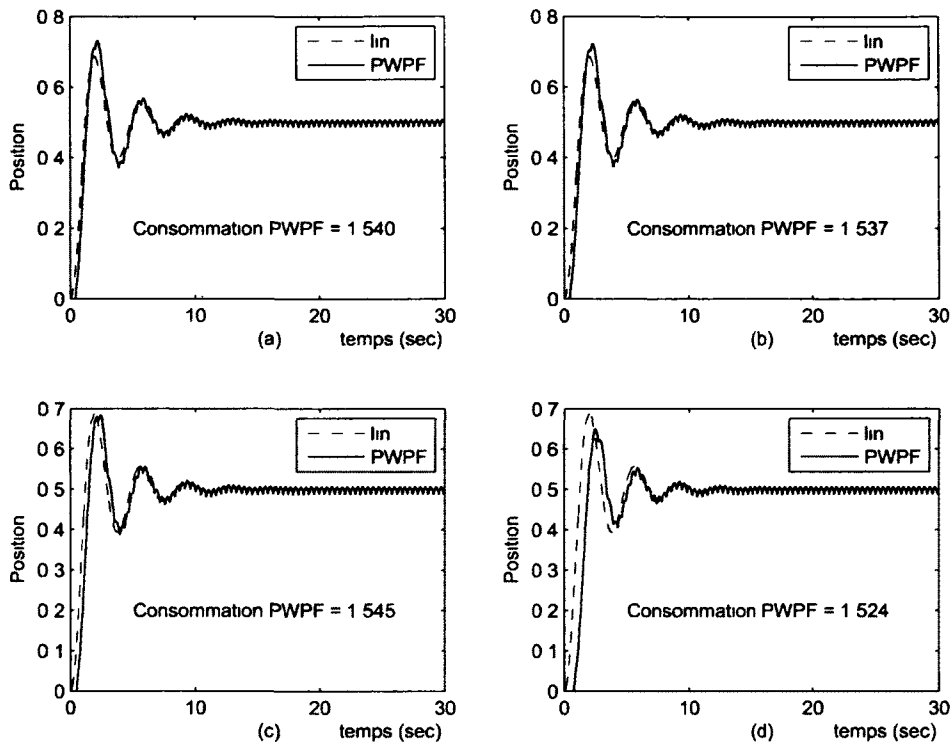 0 8
0 6
0 4
0 2
0
Position
lin
PWPF
Consommation PWPF = 1 540
0 10 20 30
(a) temps (sec)
0 8
0 6
0 4
0 2
0
Position
lin
PWPF
Consommation PWPF = 1 537
0 10 20 30
(b) temps (sec)
0 7
0 6
0 5
0 4
0 3
0 2
0 1
0
Position
lin
PWPF
Consommation PWPF = 1 545
0 10 20 30
(c) temps (sec)
0 7
0 6
0 5
0 4
0 3
0 2
0 1
0
Position
lin
PWPF
Consommation PWPF = 1 524
0 10 20 30
(d) temps (sec)